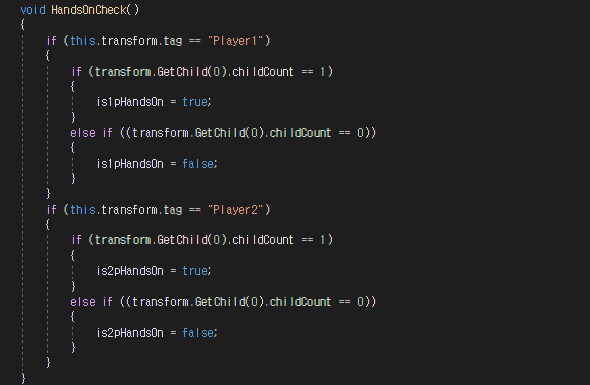 void HandsOnCheck()
{
if (this.transform.tag == "Player1")
{
if (transform.GetChild(0).childCount == 1)
{
is1pHandsOn = true;
}
else if ((transform.GetChild(0).childCount == 0))
{
is1pHandsOn = false;
}
}
if (this.transform.tag == "Player2")
{
if (transform.GetChild(0).childCount == 1)
{
is2pHandsOn = true;
}
else if ((transform.GetChild(0).childCount == 0))
{
is2pHandsOn = false;
}
}
}